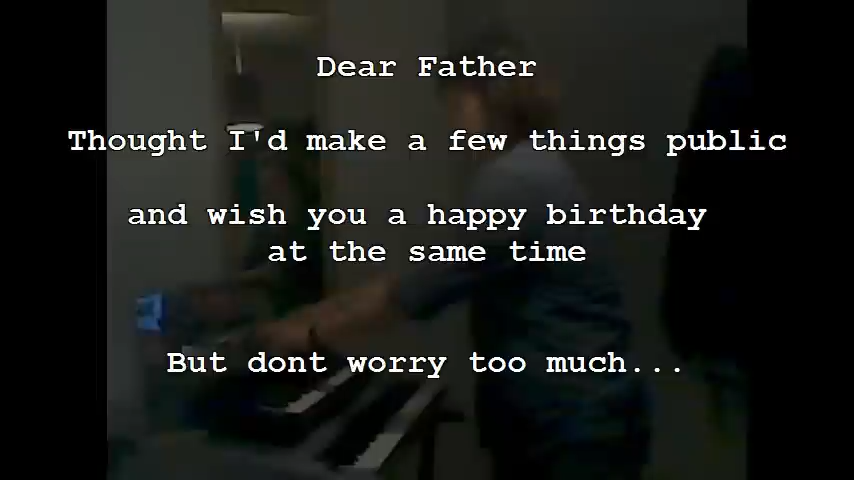 Dear Father
Thought I'd make a few things public
and wish you a happy birthday
at the same time
But dont worry too much...